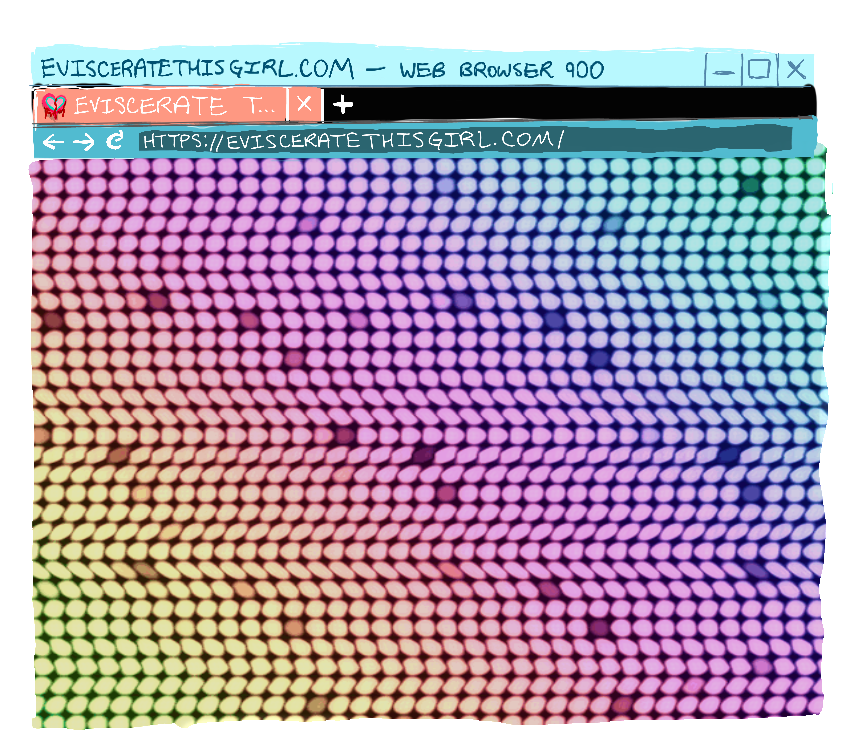 EVISCERATETHISGIRL.COM — WEB BROWSER 900
EVISCERATE T...
HTTPS://EVISCERATETHISGIRL.COM/